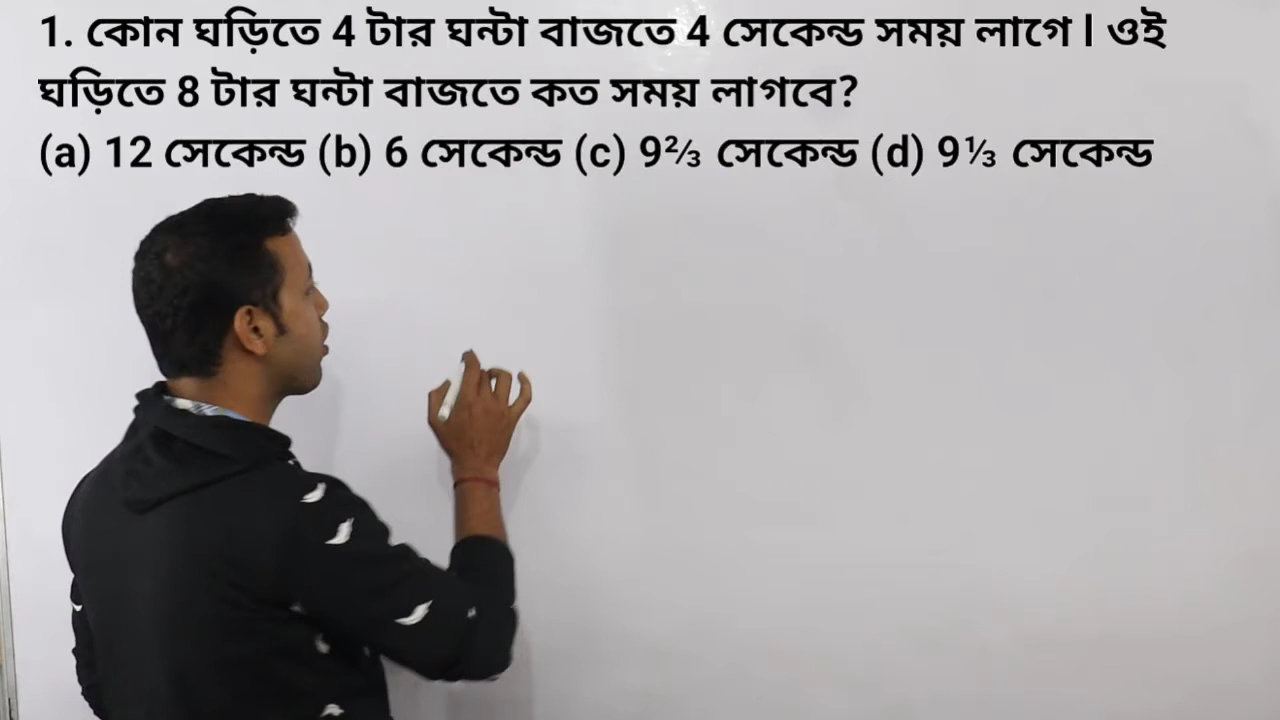 1. কোন ঘড়িতে 4 টার ঘন্টা বাজতে 4 সেকেন্ড সময় লাগে। ওই
ঘড়িতে 8 টার ঘন্টা বাজতে কত সময় লাগবে?
(a) 12 সেকেন্ড (b) 6 সেকেন্ড (c) 9⅔ সেকেন্ড (d) 9⅓ সেকেন্ড